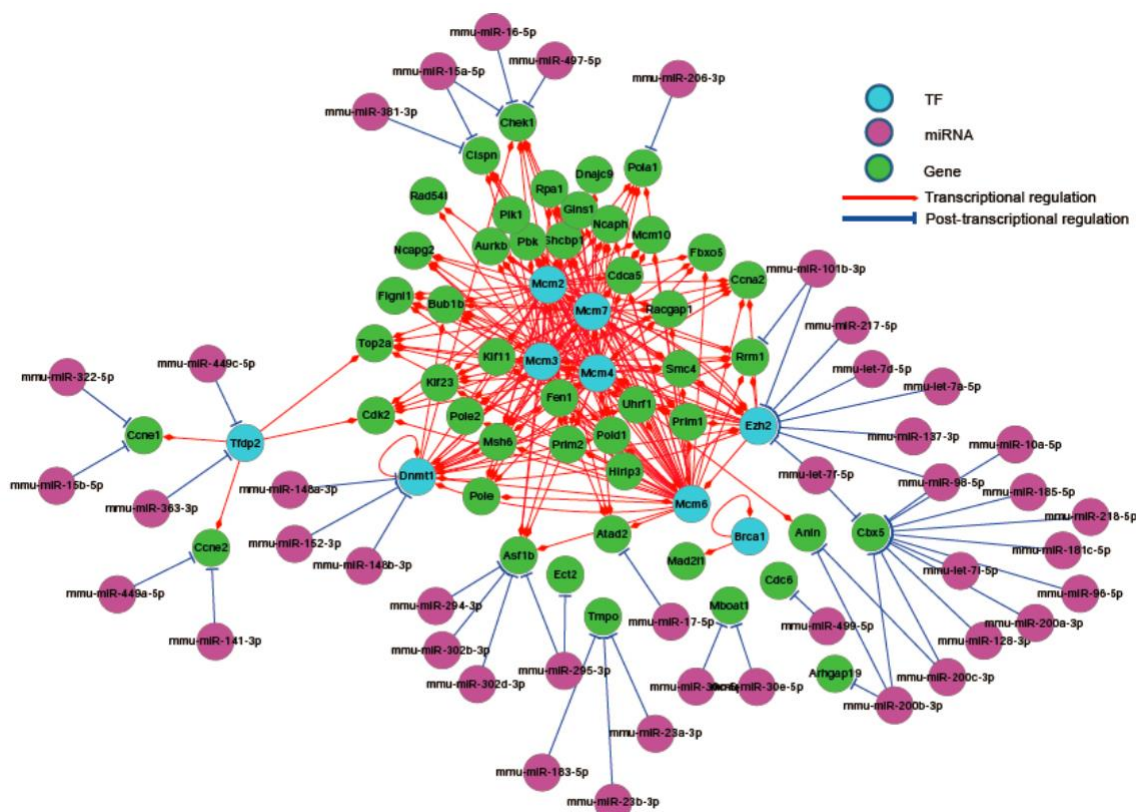 mmu-miR-16-5p
mmu-miR-15a-5p
mmu-miR-497-5p
mmu-miR-206-3p
mmu-miR-381-3p
Chek1
Clspn
TF
miRNA
Gene
Transcriptional regulation
Post-transcriptional regulation
Rad54l
Rpa1
Dnajc9
Pola1
Plk1
Gins1
Ncaph
Ncapg2
Aurkb
Pbk
Shcbp1
Mcm10
Fbxo5
Cdca5
Ccna2
mmu-miR-101b-3p
Fignl1
Bub1b
Mcm2
Mcm7
Racgap1
mmu-miR-217-5p
Top2a
Kif11
Mcm3
Mcm4
Smc4
Rrm1
mmu-let-7d-5p
mmu-miR-449c-5p
mmu-miR-322-5p
Kif23
Fen1
Uhrf1
mmu-let-7a-5p
Ccne1
Tfdp2
Cdk2
Pole2
Msh6
Prim2
Pold1
Prim1
Ezh2
mmu-miR-137-3p
mmu-miR-10a-5p
mmu-miR-15b-5p
mmu-miR-363-3p
mmu-miR-148a-3p
Dnmt1
Hirip3
mmu-let-7f-5p
mmu-miR-98-5p
mmu-miR-185-5p
Pole
Mcm6
mmu-miR-218-5p
mmu-miR-152-3p
mmu-miR-148b-3p
Ccne2
Asf1b
Atad2
Brca1
Anln
Cbx5
mmu-miR-181c-5p
mmu-miR-449a-5p
mmu-miR-141-3p
Ect2
Mad2l1
Cdc6
mmu-let-7i-5p
mmu-miR-96-5p
mmu-miR-294-3p
Tmpo
mmu-miR-17-5p
Mboat1
mmu-miR-499-5p
mmu-miR-200a-3p
mmu-miR-128-3p
mmu-miR-302b-3p
mmu-miR-295-3p
mmu-miR-302d-3p
mmu-miR-30e-5p
Arhgap19
mmu-miR-200c-3p
mmu-miR-200b-3p
mmu-miR-23a-3p
mmu-miR-183-5p
mmu-miR-23b-3p